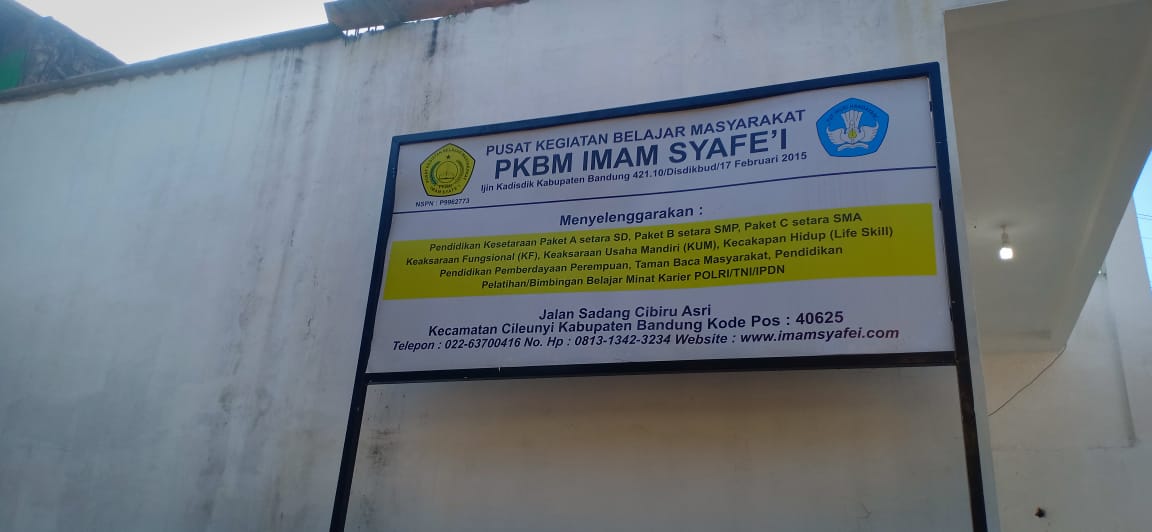 PUSAT KEGIATAN BELAJAR MASYARAKAT
PKBM IMAM SYAFE'I
Ijin Kadisdik Kabupaten Bandung 421.10/Disdikbud/17 Februari 2015
NSPN : P9962773
Menyelenggarakan :
Pendidikan Kesetaraan Paket A setara SD, Paket B setara SMP, Paket C setara SMA
Keaksaraan Fungsional (KF), Keaksaraan Usaha Mandiri (KUM), Kecakapan Hidup (Life Skill)
Pendidikan Pemberdayaan Perempuan, Taman Baca Masyarakat, Pendidikan
Pelatihan/Bimbingan Belajar Minat Karier POLRI/TNI/IPDN
Jalan Sadang Cibiru Asri
Kecamatan Cileunyi Kabupaten Bandung Kode Pos : 40625
Telepon : 022-63700416 No. Hp : 0813-1342-3234 Website : www.imamsyafei.com